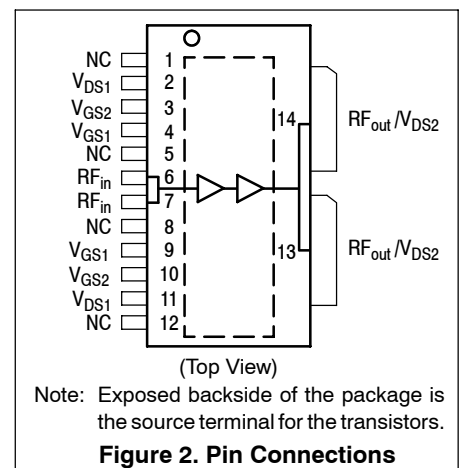 NC 1
VDS1 2
VGS2 3
VGS1 4
NC 5
RFin 6
RFin 7
NC 8
VGS1 9
VGS2 10
VDS1 11
NC 12
14 RFout/VDS2
13 RFout/VDS2
(Top View)
Note: Exposed backside of the package is
the source terminal for the transistors.
Figure 2. Pin Connections